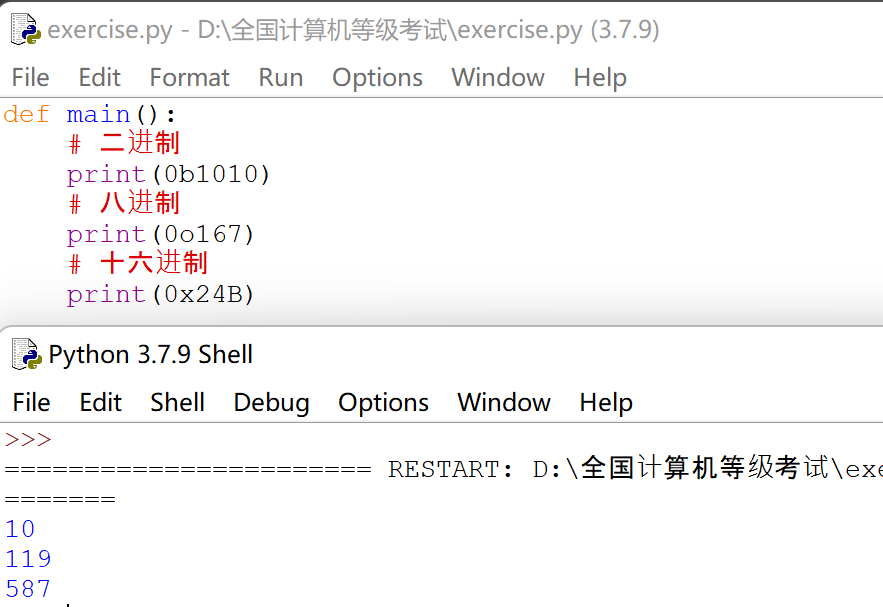 exercise.py - D:\全国计算机等级考试\exercise.py (3.7.9)
File Edit Format Run Options Window Help
def main():
    # 二进制
    print(0b1010)
    # 八进制
    print(0o167)
    # 十六进制
    print(0x24B)
Python 3.7.9 Shell
File Edit Shell Debug Options Window Help
>>>
======================= RESTART: D:\全国计算机等级考试\exe
=======
10
119
587